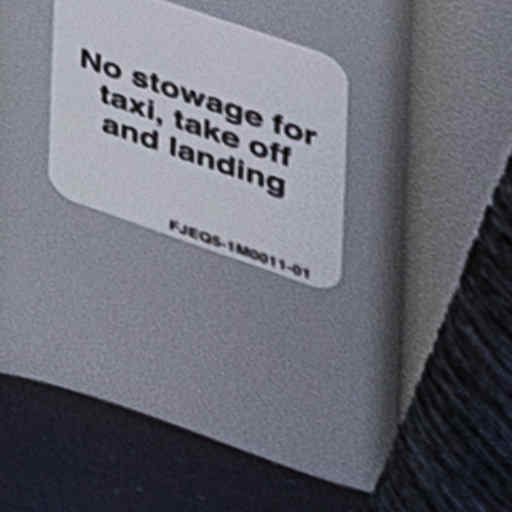 No stowage for
taxi, take off
and landing
FJEQS-1M0011-01